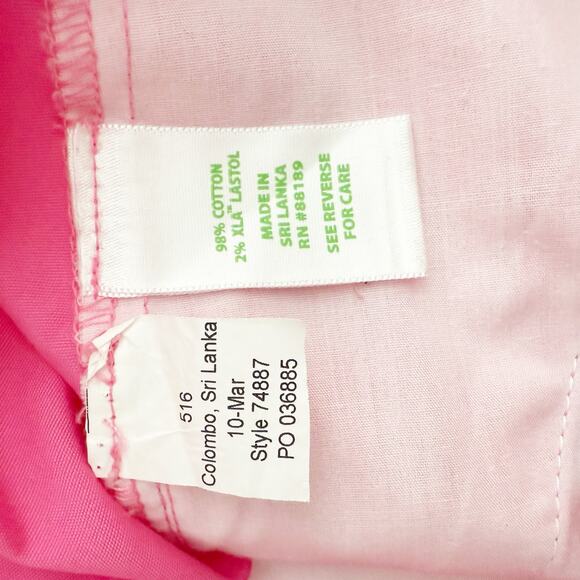 98% COTTON
2% XLA™ LASTOL
MADE IN
SRI LANKA
RN #88189
SEE REVERSE
FOR CARE
516
Colombo, Sri Lanka
10-Mar
Style 74887
PO 036885